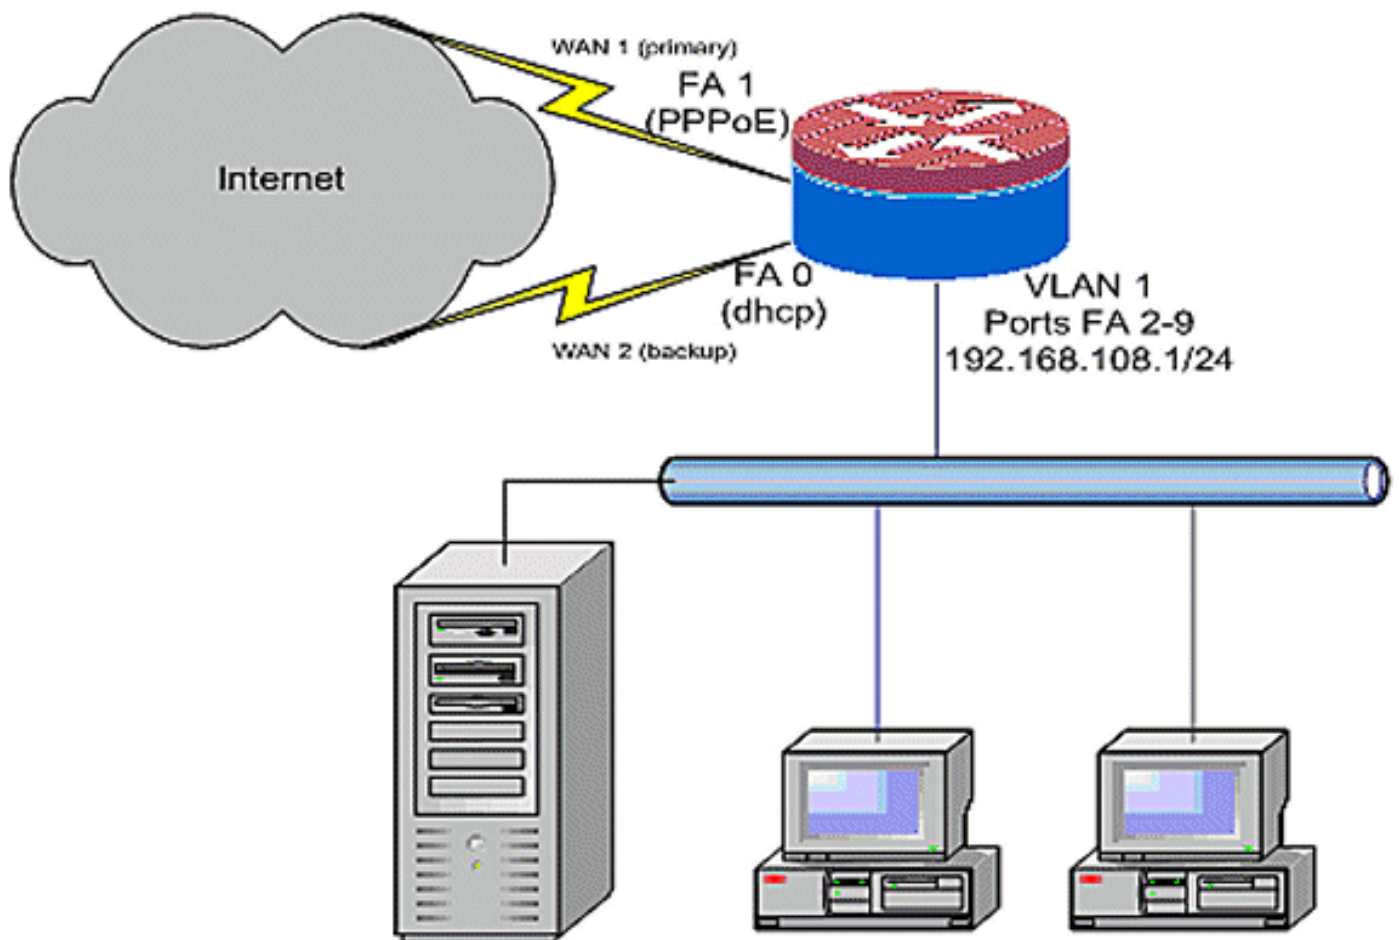 WAN 1 (primary)
FA 1
(PPPoE)
Internet
FA 0
(dhcp)
WAN 2 (backup)
VLAN 1
Ports FA 2-9
192.168.108.1/24